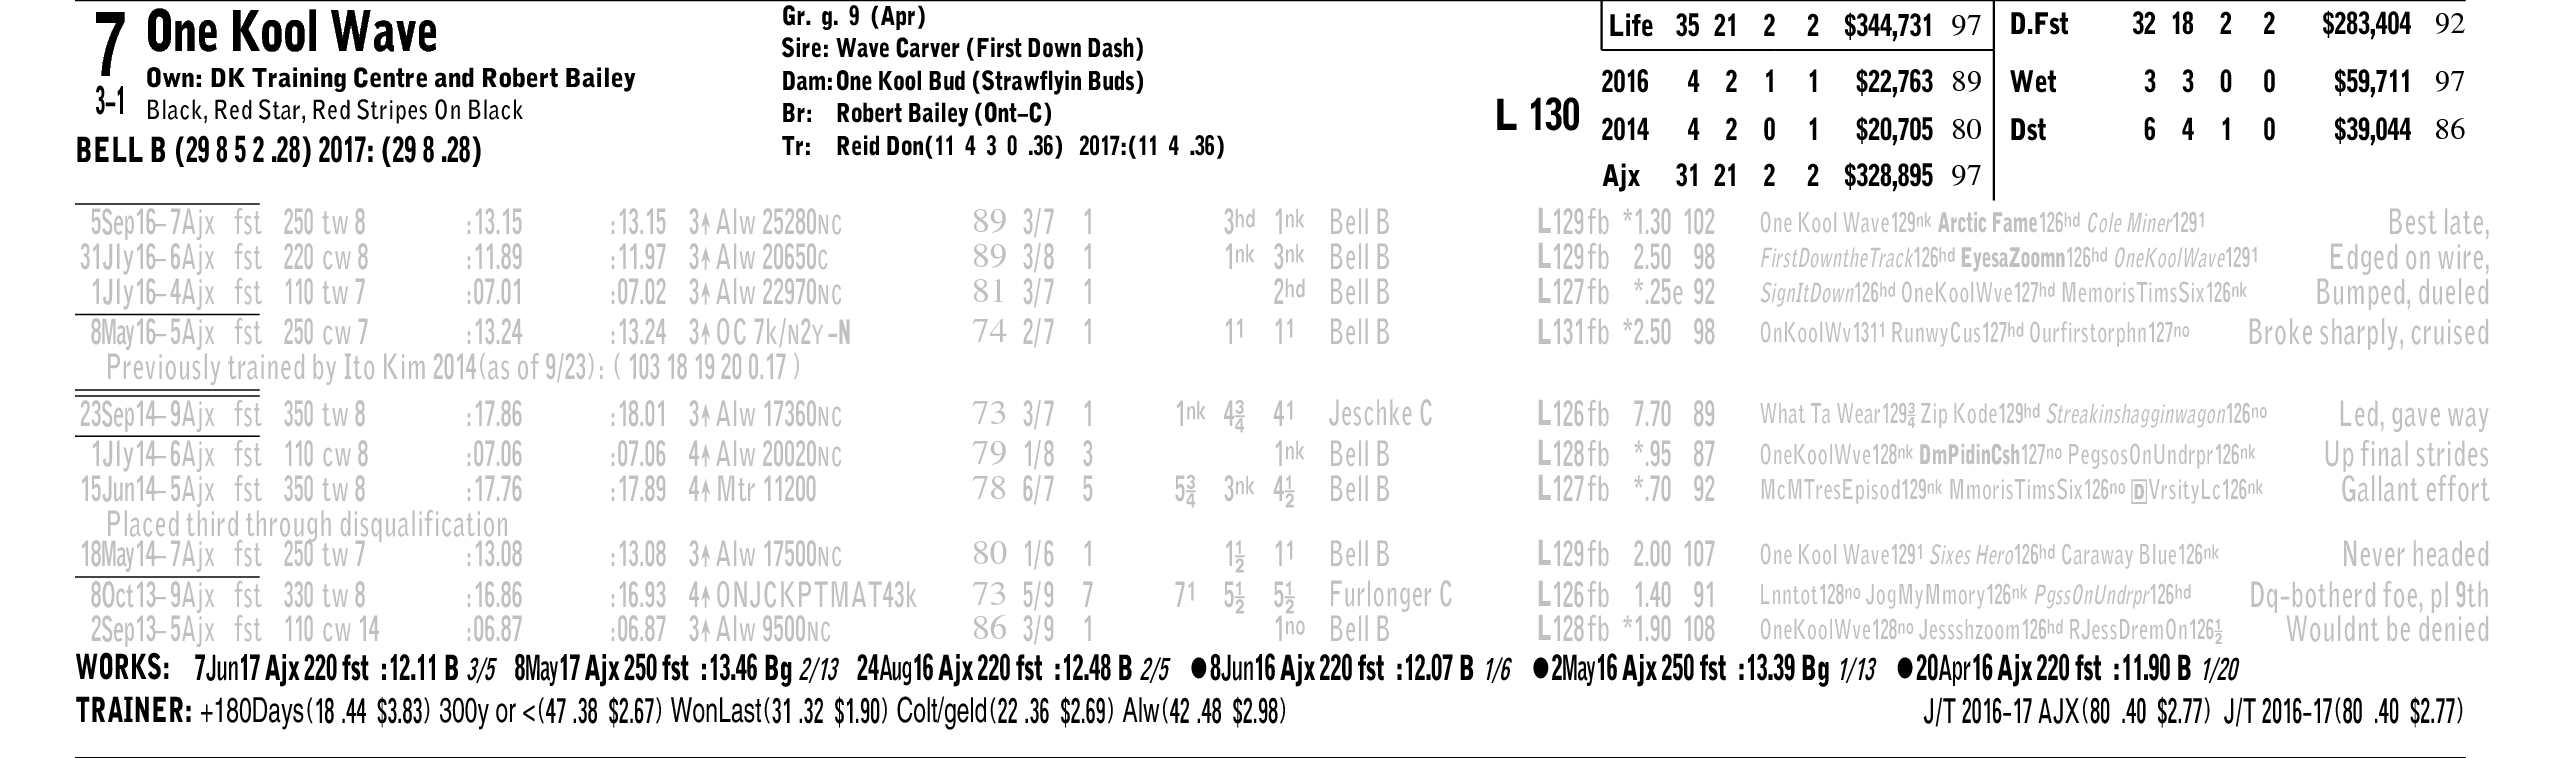 7 One Kool Wave
3–1
Own: DK Training Centre and Robert Bailey
Black, Red Star, Red Stripes On Black
BELL B (29 8 5 2 .28) 2017: (29 8 .28)
Gr. g. 9 (Apr)
Sire: Wave Carver (First Down Dash)
Dam: One Kool Bud (Strawflyin Buds)
Br: Robert Bailey (Ont–C)
Tr: Reid Don(11 4 3 0 .36) 2017:(11 4 .36)
L 130
Life 35 21 2 2 $344,731 97
2016 4 2 1 1 $22,763 89
2014 4 2 0 1 $20,705 80
Ajx 31 21 2 2 $328,895 97
D.Fst 32 18 2 2 $283,404 92
Wet 3 3 0 0 $59,711 97
Dst 6 4 1 0 $39,044 86
5Sep16–7Ajx fst 250 tw 8 :13.15 :13.15 3↑ Alw 25280NC 89 3/7 1 3hd 1nk Bell B L129fb *1.30 102 One Kool Wave129nk Arctic Fame126hd Cole Miner1291 Best late,
31Jly16–6Ajx fst 220 cw 8 :11.89 :11.97 3↑ Alw 20650C 89 3/8 1 1nk 3nk Bell B L129fb 2.50 98 FirstDowntheTrack126hd EyesaZoomn126hd OneKoolWave1291 Edged on wire,
1Jly16–4Ajx fst 110 tw 7 :07.01 :07.02 3↑ Alw 22970NC 81 3/7 1 2hd Bell B L127fb *.25e 92 SignItDown126hd OneKoolWve127hd MemorisTimsSix126nk Bumped, dueled
8May16–5Ajx fst 250 cw 7 :13.24 :13.24 3↑ OC 7k/N2Y –N 74 2/7 1 11 11 Bell B L131fb *2.50 98 OnKoolWv1311 RunwyCus127hd Ourfirstorphn127no Broke sharply, cruised
Previously trained by Ito Kim 2014(as of 9/23): ( 103 18 19 20 0.17 )
23Sep14–9Ajx fst 350 tw 8 :17.86 :18.01 3↑ Alw 17360NC 73 3/7 1 1nk 4¾ 41 Jeschke C L126fb 7.70 89 What Ta Wear129¾ Zip Kode129hd Streakinshagginwagon126no Led, gave way
1Jly14–6Ajx fst 110 cw 8 :07.06 :07.06 4↑ Alw 20020NC 79 1/8 3 1nk Bell B L128fb *.95 87 OneKoolWve128nk DmPidinCsh127no PegsosOnUndrpr126nk Up final strides
15Jun14–5Ajx fst 350 tw 8 :17.76 :17.89 4↑ Mtr 11200 78 6/7 5 5¾ 3nk 4½ Bell B L127fb *.70 92 McMTresEpisod129nk MmorisTimsSix126no DVrsityLc126nk Gallant effort
Placed third through disqualification
18May14–7Ajx fst 250 tw 7 :13.08 :13.08 3↑ Alw 17500NC 80 1/6 1 1½ 11 Bell B L129fb 2.00 107 One Kool Wave1291 Sixes Hero126hd Caraway Blue126nk Never headed
8Oct13–9Ajx fst 330 tw 8 :16.86 :16.93 4↑ ONJCKPTMAT43k 73 5/9 7 71 5½ 5½ Furlonger C L126fb 1.40 91 Lnntot128no JogMyMmory126nk PgssOnUndrpr126hd Dq–botherd foe, pl 9th
2Sep13–5Ajx fst 110 cw 14 :06.87 :06.87 3↑ Alw 9500NC 86 3/9 1 1no Bell B L128fb *1.90 108 OneKoolWve128no Jessshzoom126hd RJessDremOn126½ Wouldnt be denied
WORKS: 7Jun17 Ajx 220 fst :12.11 B 3/5 8May17 Ajx 250 fst :13.46 Bg 2/13 24Aug16 Ajx 220 fst :12.48 B 2/5 ●8Jun16 Ajx 220 fst :12.07 B 1/6 ●2May16 Ajx 250 fst :13.39 Bg 1/13 ●20Apr16 Ajx 220 fst :11.90 B 1/20
TRAINER: +180Days(18 .44 $3.83) 300y or <(47 .38 $2.67) WonLast(31 .32 $1.90) Colt/geld(22 .36 $2.69) Alw(42 .48 $2.98) J/T 2016-17 AJX(80 .40 $2.77) J/T 2016-17(80 .40 $2.77)